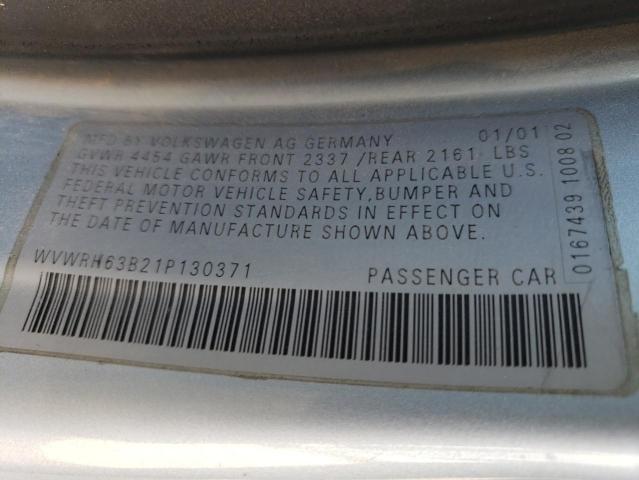 MFD BY VOLKSWAGEN AG GERMANY 01/01
GVWR 4454 GAWR FRONT 2337 /REAR 2161 LBS
THIS VEHICLE CONFORMS TO ALL APPLICABLE U.S.
FEDERAL MOTOR VEHICLE SAFETY,BUMPER AND
THEFT PREVENTION STANDARDS IN EFFECT ON
THE DATE OF MANUFACTURE SHOWN ABOVE.
WVWRH63B21P130371 PASSENGER CAR
0167439 1008 02